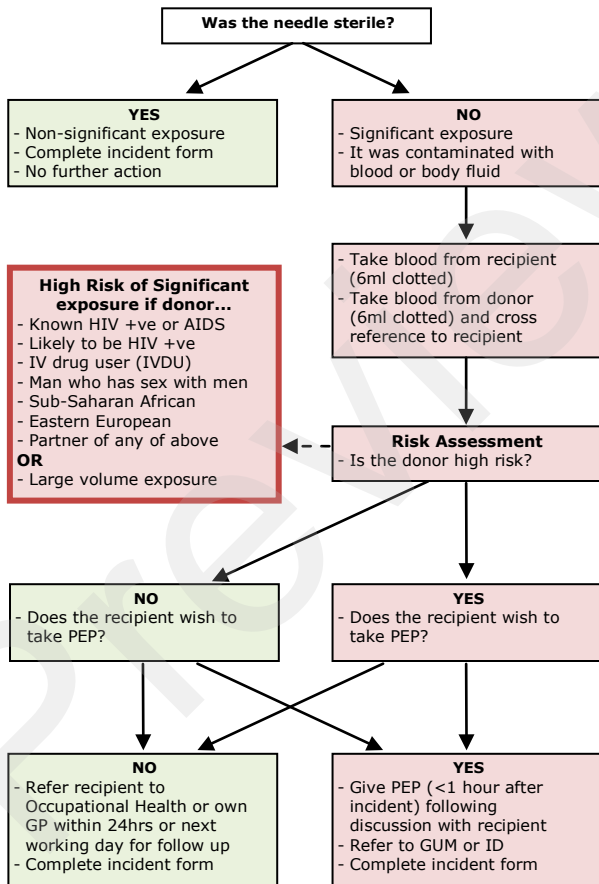 Was the needle sterile?
YES
- Non-significant exposure
- Complete incident form
- No further action
NO
- Significant exposure
- It was contaminated with
blood or body fluid
- Take blood from recipient
(6ml clotted)
- Take blood from donor
(6ml clotted) and cross
reference to recipient
High Risk of Significant
exposure if donor...
- Known HIV +ve or AIDS
- Likely to be HIV +ve
- IV drug user (IVDU)
- Man who has sex with men
- Sub-Saharan African
- Eastern European
- Partner of any of above
OR
- Large volume exposure
Risk Assessment
- Is the donor high risk?
NO
- Does the recipient wish to
take PEP?
YES
- Does the recipient wish to
take PEP?
NO
- Refer recipient to
Occupational Health or own
GP within 24hrs or next
working day for follow up
- Complete incident form
YES
- Give PEP (<1 hour after
incident) following
discussion with recipient
- Refer to GUM or ID
- Complete incident form
Preview